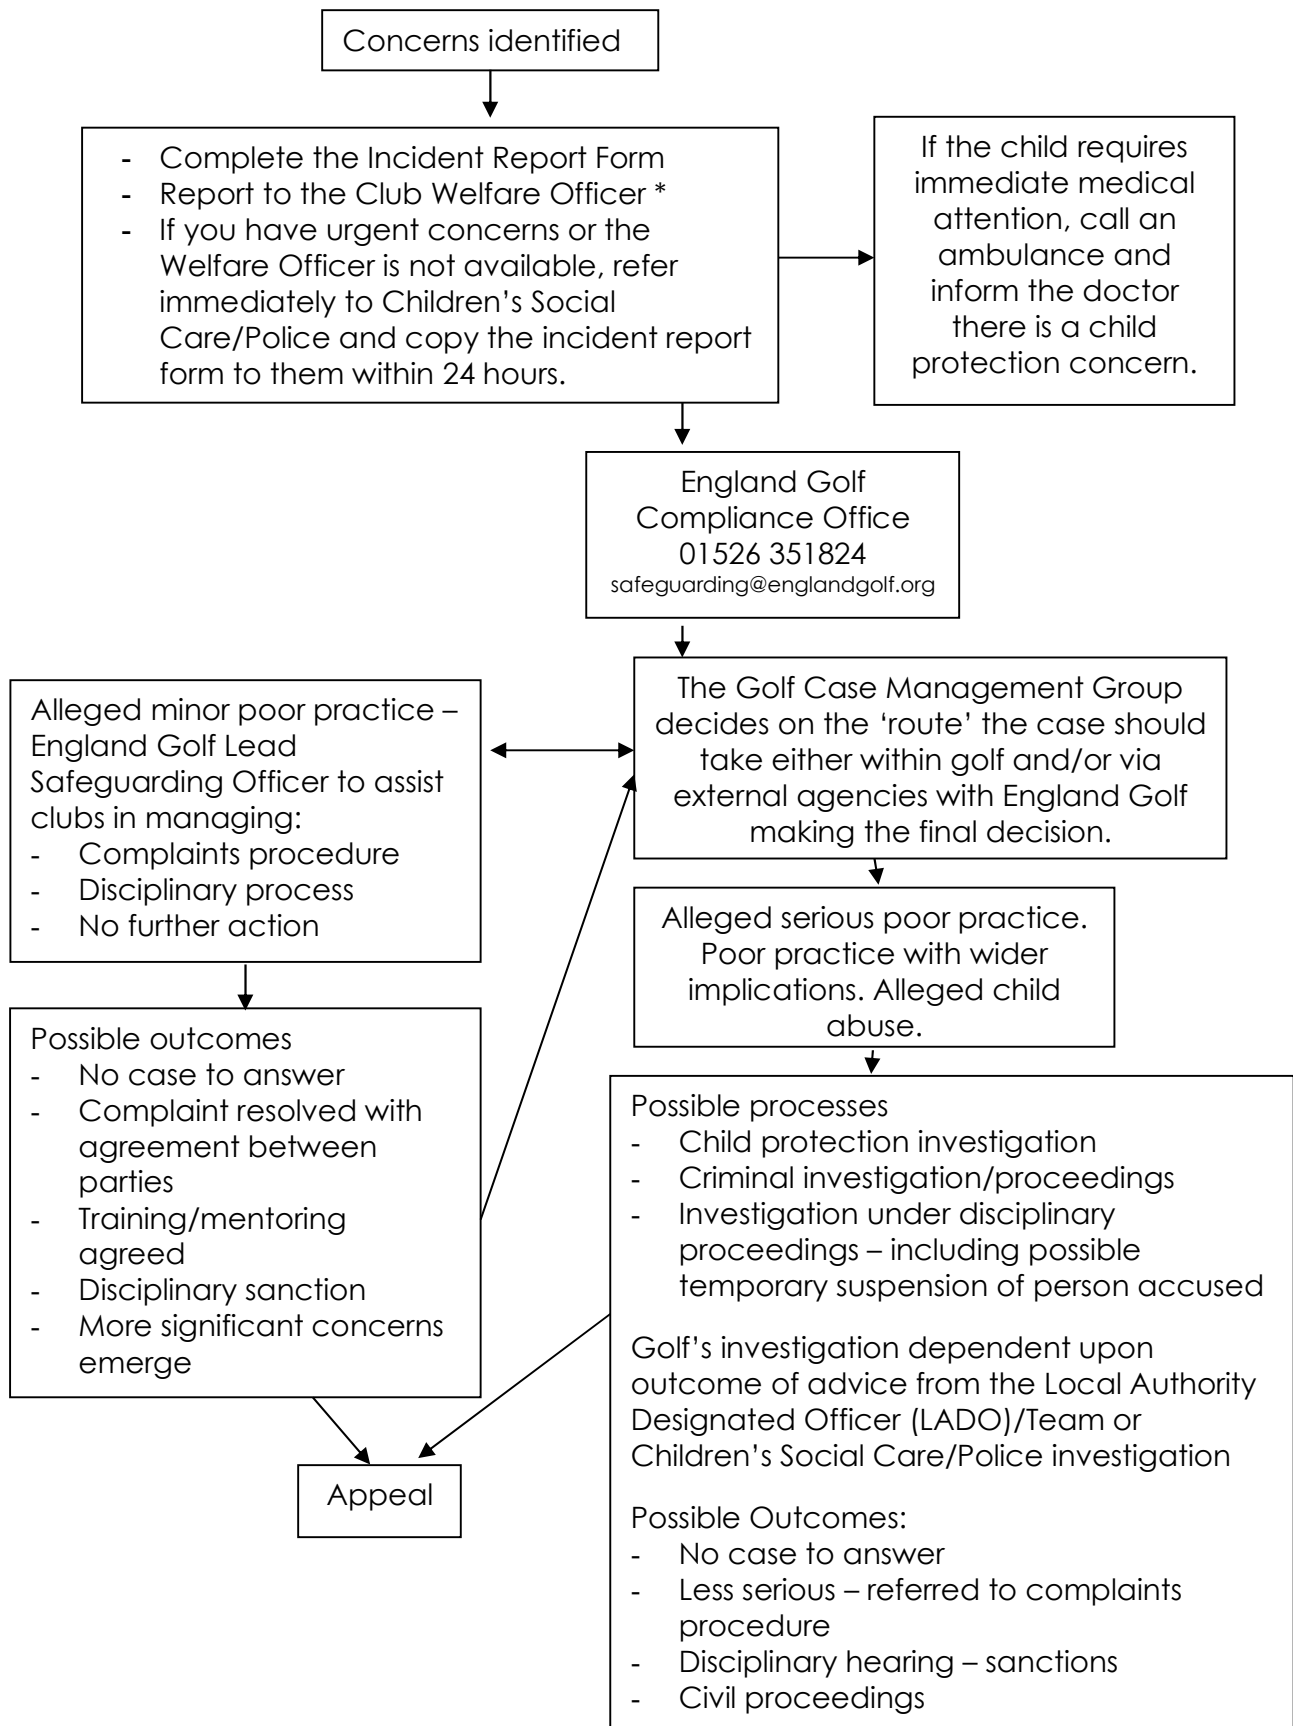 Concerns identified
- Complete the Incident Report Form
- Report to the Club Welfare Officer *
- If you have urgent concerns or the
Welfare Officer is not available, refer
immediately to Children’s Social
Care/Police and copy the incident report
form to them within 24 hours.
If the child requires
immediate medical
attention, call an
ambulance and
inform the doctor
there is a child
protection concern.
England Golf
Compliance Office
01526 351824
safeguarding@englandgolf.org
The Golf Case Management Group
decides on the ‘route’ the case should
take either within golf and/or via
external agencies with England Golf
making the final decision.
Alleged minor poor practice –
England Golf Lead
Safeguarding Officer to assist
clubs in managing:
- Complaints procedure
- Disciplinary process
- No further action
Alleged serious poor practice.
Poor practice with wider
implications. Alleged child
abuse.
Possible outcomes
- No case to answer
- Complaint resolved with
agreement between
parties
- Training/mentoring
agreed
- Disciplinary sanction
- More significant concerns
emerge
Possible processes
- Child protection investigation
- Criminal investigation/proceedings
- Investigation under disciplinary
proceedings – including possible
temporary suspension of person accused
Golf’s investigation dependent upon
outcome of advice from the Local Authority
Designated Officer (LADO)/Team or
Children’s Social Care/Police investigation
Possible Outcomes:
- No case to answer
- Less serious – referred to complaints
procedure
- Disciplinary hearing – sanctions
- Civil proceedings
Appeal